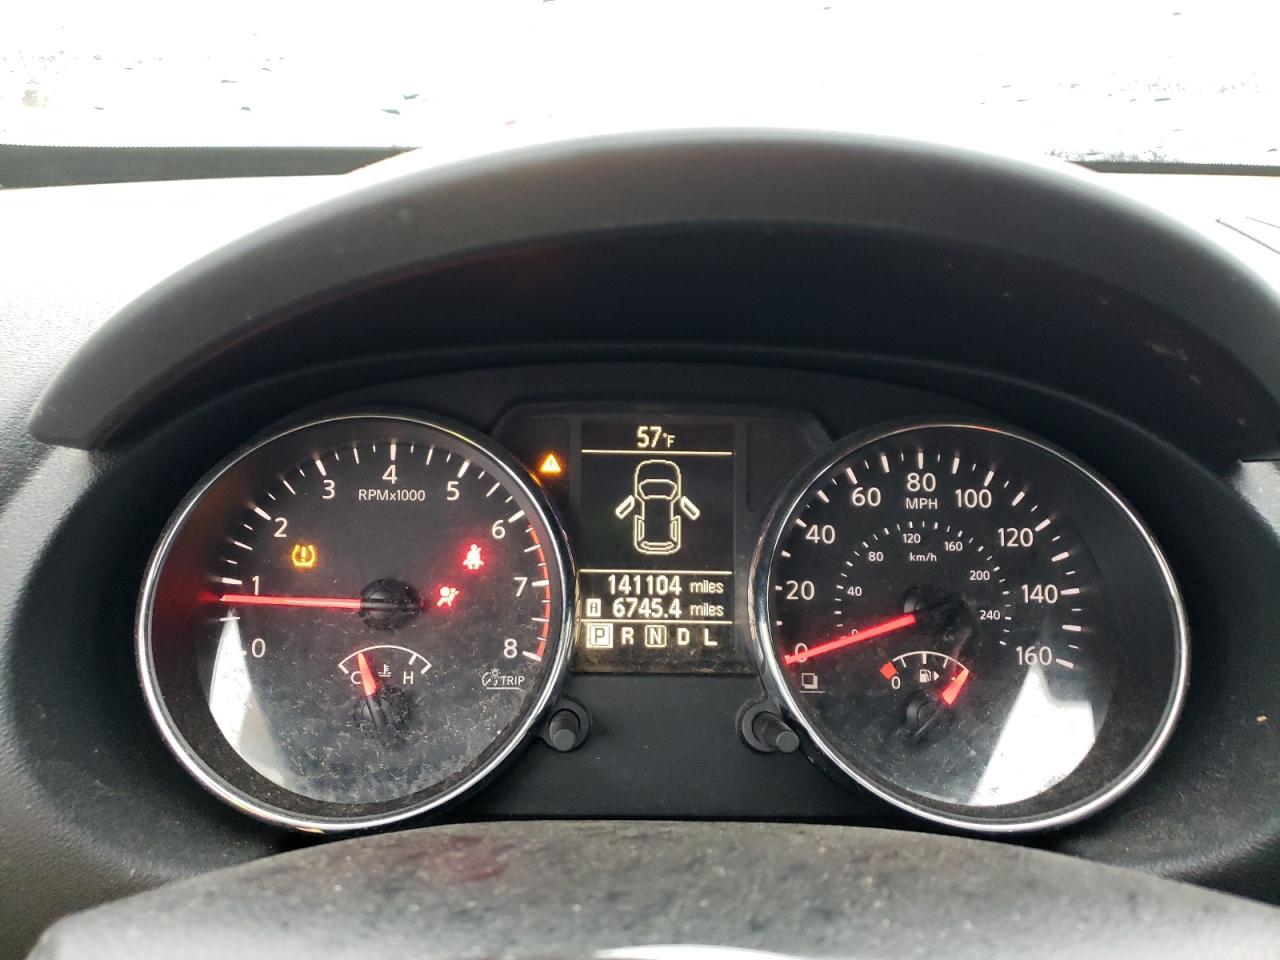 57°F
141104 miles
A 6745.4 miles
P R N D L
0 1 2 3 4 5 6 7 8
RPMx1000
C H
TRIP
0 20 40 60 80 100 120 140 160
MPH
0 40 80 120 160 200 240
km/h
0